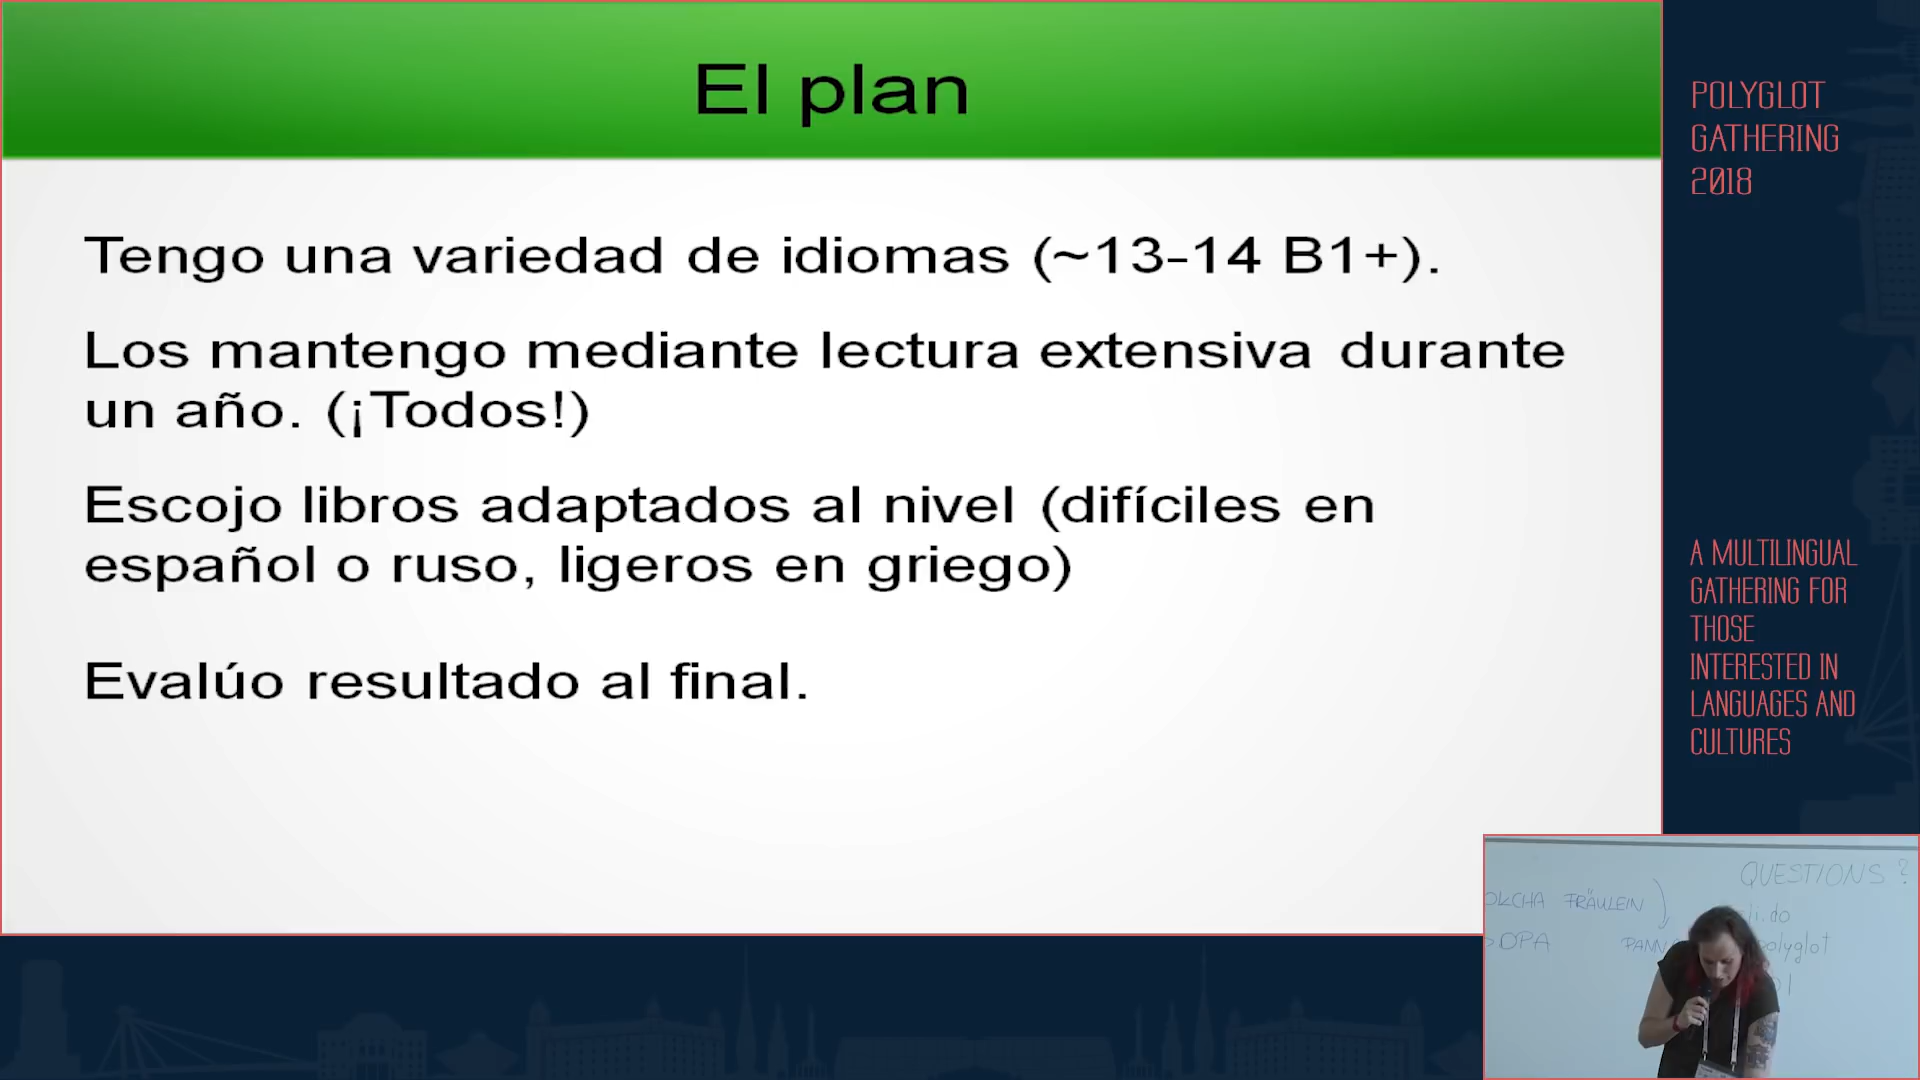 El plan
Tengo una variedad de idiomas (~13-14 B1+).
Los mantengo mediante lectura extensiva durante
un año. (¡Todos!)
Escojo libros adaptados al nivel (difíciles en
español o ruso, ligeros en griego)
Evalúo resultado al final.
POLYGLOT
GATHERING
2018
A MULTILINGUAL
GATHERING FOR
THOSE
INTERESTED IN
LANGUAGES AND
CULTURES
QUESTIONS ?
FRÄULEIN
polyglot